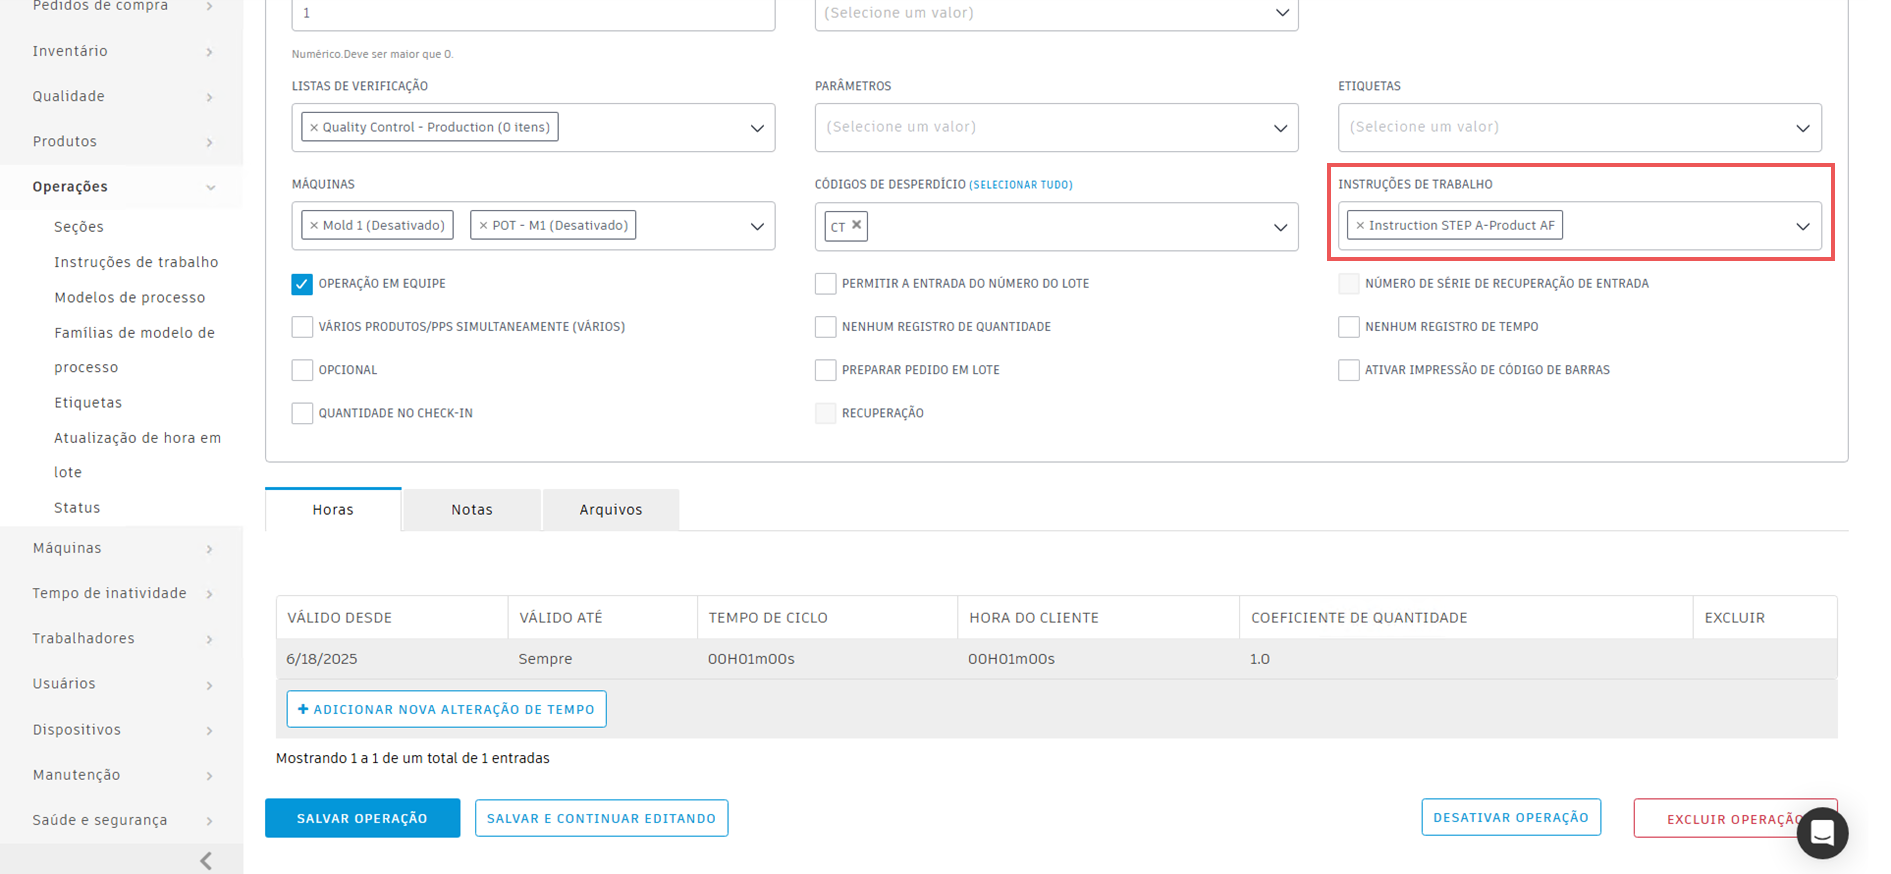 Pedidos de compra
Inventário
Qualidade
Produtos
Operações
Seções
Instruções de trabalho
Modelos de processo
Famílias de modelo de
processo
Etiquetas
Atualização de hora em
lote
Status
Máquinas
Tempo de inatividade
Trabalhadores
Usuários
Dispositivos
Manutenção
Saúde e segurança
1
(Selecione um valor)
Numérico.Deve ser maior que 0.
LISTAS DE VERIFICAÇÃO
PARÂMETROS
ETIQUETAS
× Quality Control - Production (0 itens)
(Selecione um valor)
(Selecione um valor)
MÁQUINAS
CÓDIGOS DE DESPERDÍCIO (SELECIONAR TUDO)
INSTRUÇÕES DE TRABALHO
× Mold 1 (Desativado) × POT - M1 (Desativado)
CT ×
× Instruction STEP A-Product AF
OPERAÇÃO EM EQUIPE
PERMITIR A ENTRADA DO NÚMERO DO LOTE
NÚMERO DE SÉRIE DE RECUPERAÇÃO DE ENTRADA
VÁRIOS PRODUTOS/PPS SIMULTANEAMENTE (VÁRIOS)
NENHUM REGISTRO DE QUANTIDADE
NENHUM REGISTRO DE TEMPO
OPCIONAL
PREPARAR PEDIDO EM LOTE
ATIVAR IMPRESSÃO DE CÓDIGO DE BARRAS
QUANTIDADE NO CHECK-IN
RECUPERAÇÃO
Horas
Notas
Arquivos
VÁLIDO DESDE VÁLIDO ATÉ TEMPO DE CICLO HORA DO CLIENTE COEFICIENTE DE QUANTIDADE EXCLUIR
6/18/2025 Sempre 00H01m00s 00H01m00s 1.0
+ ADICIONAR NOVA ALTERAÇÃO DE TEMPO
Mostrando 1 a 1 de um total de 1 entradas
SALVAR OPERAÇÃO
SALVAR E CONTINUAR EDITANDO
DESATIVAR OPERAÇÃO
EXCLUIR OPERAÇÃO